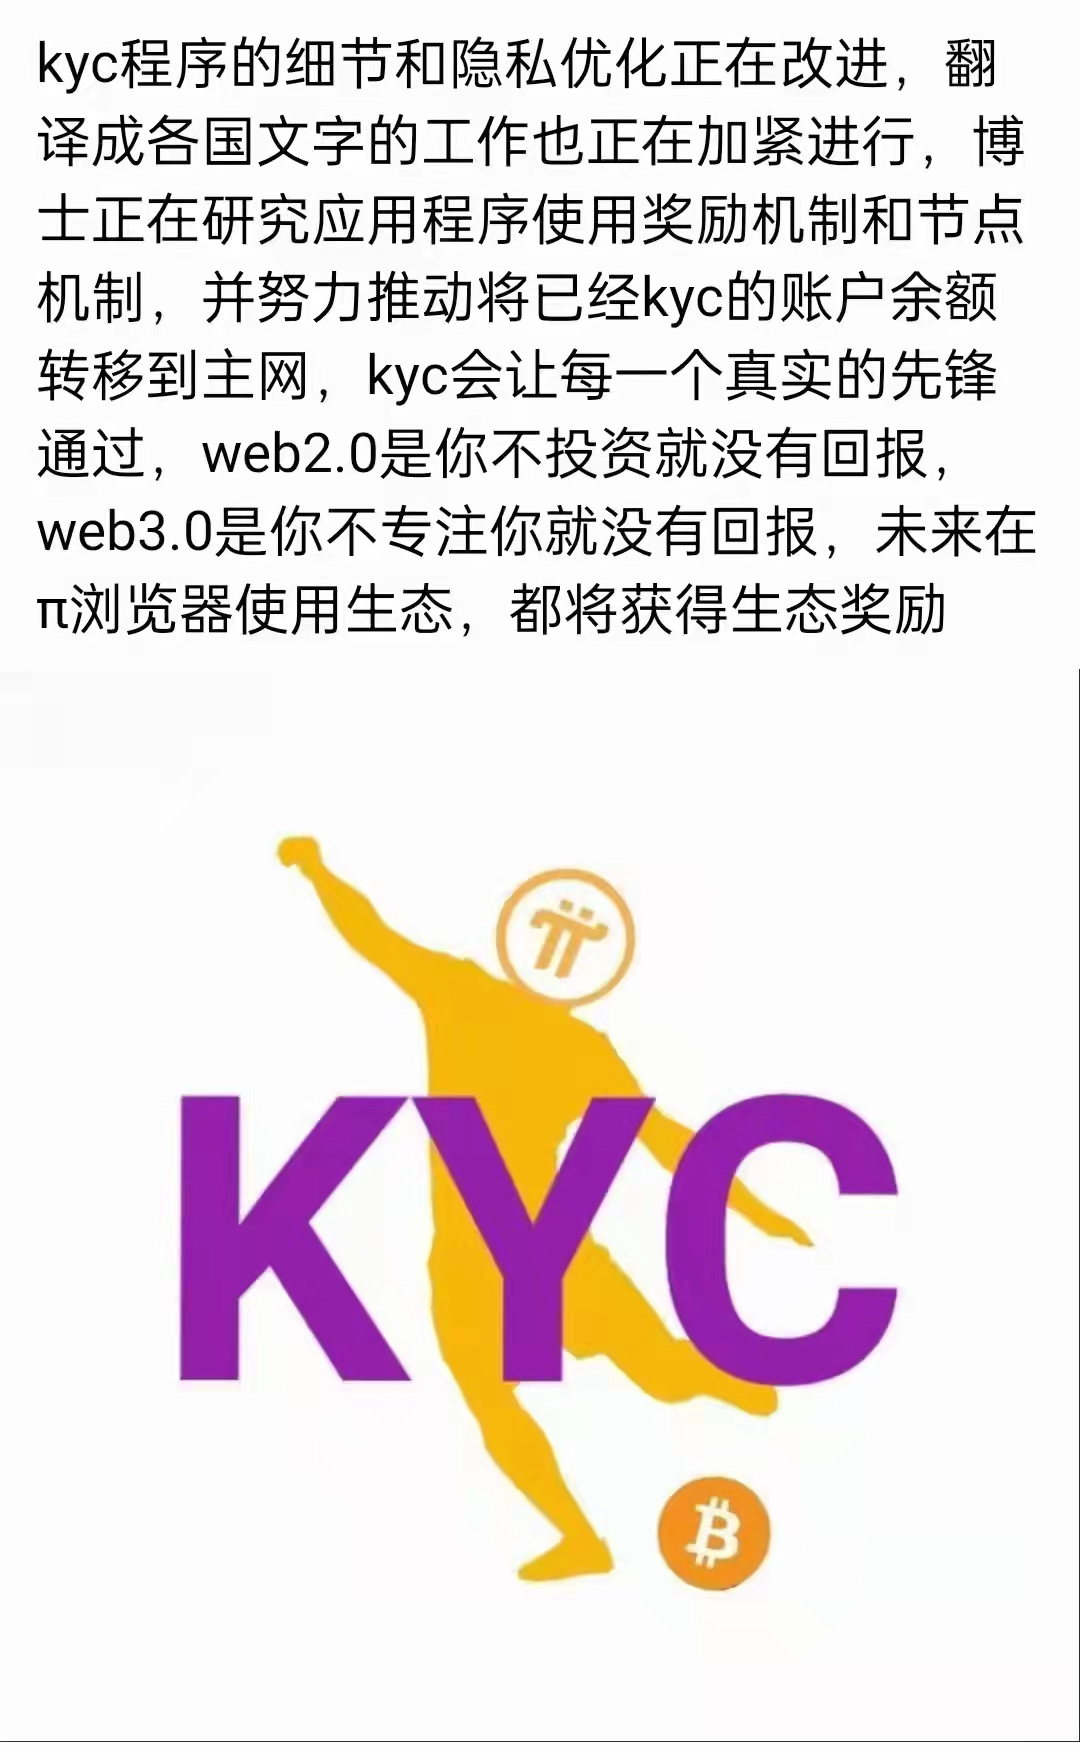 kyc程序的细节和隐私优化正在改进，翻
译成各国文字的工作也正在加紧进行，博
士正在研究应用程序使用奖励机制和节点
机制，并努力推动将已经kyc的账户余额
转移到主网，kyc会让每一个真实的先锋
通过，web2.0是你不投资就没有回报，
web3.0是你不专注你就没有回报，未来在
π浏览器使用生态，都将获得生态奖励
KYC